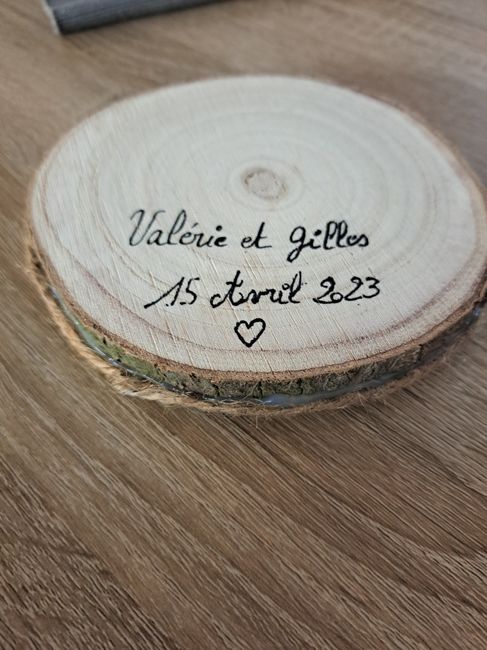 Valérie et gilles
15 Avril 2023
♡